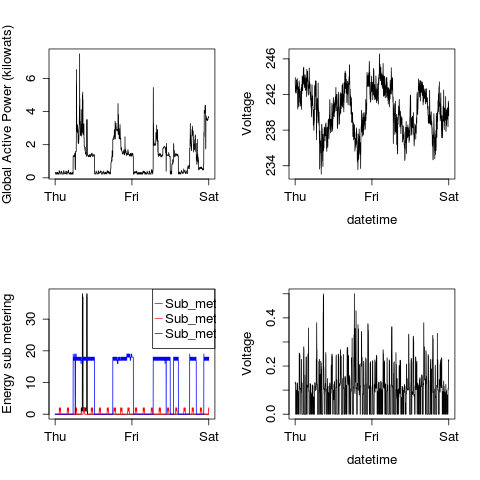 Global Active Power (kilowats)
0 2 4 6
Thu Fri Sat
Voltage
234 238 242 246
Thu Fri Sat
datetime
Energy sub metering
0 10 20 30
Thu Fri Sat
Sub_met
Sub_met
Sub_met
Voltage
0.0 0.2 0.4
Thu Fri Sat
datetime